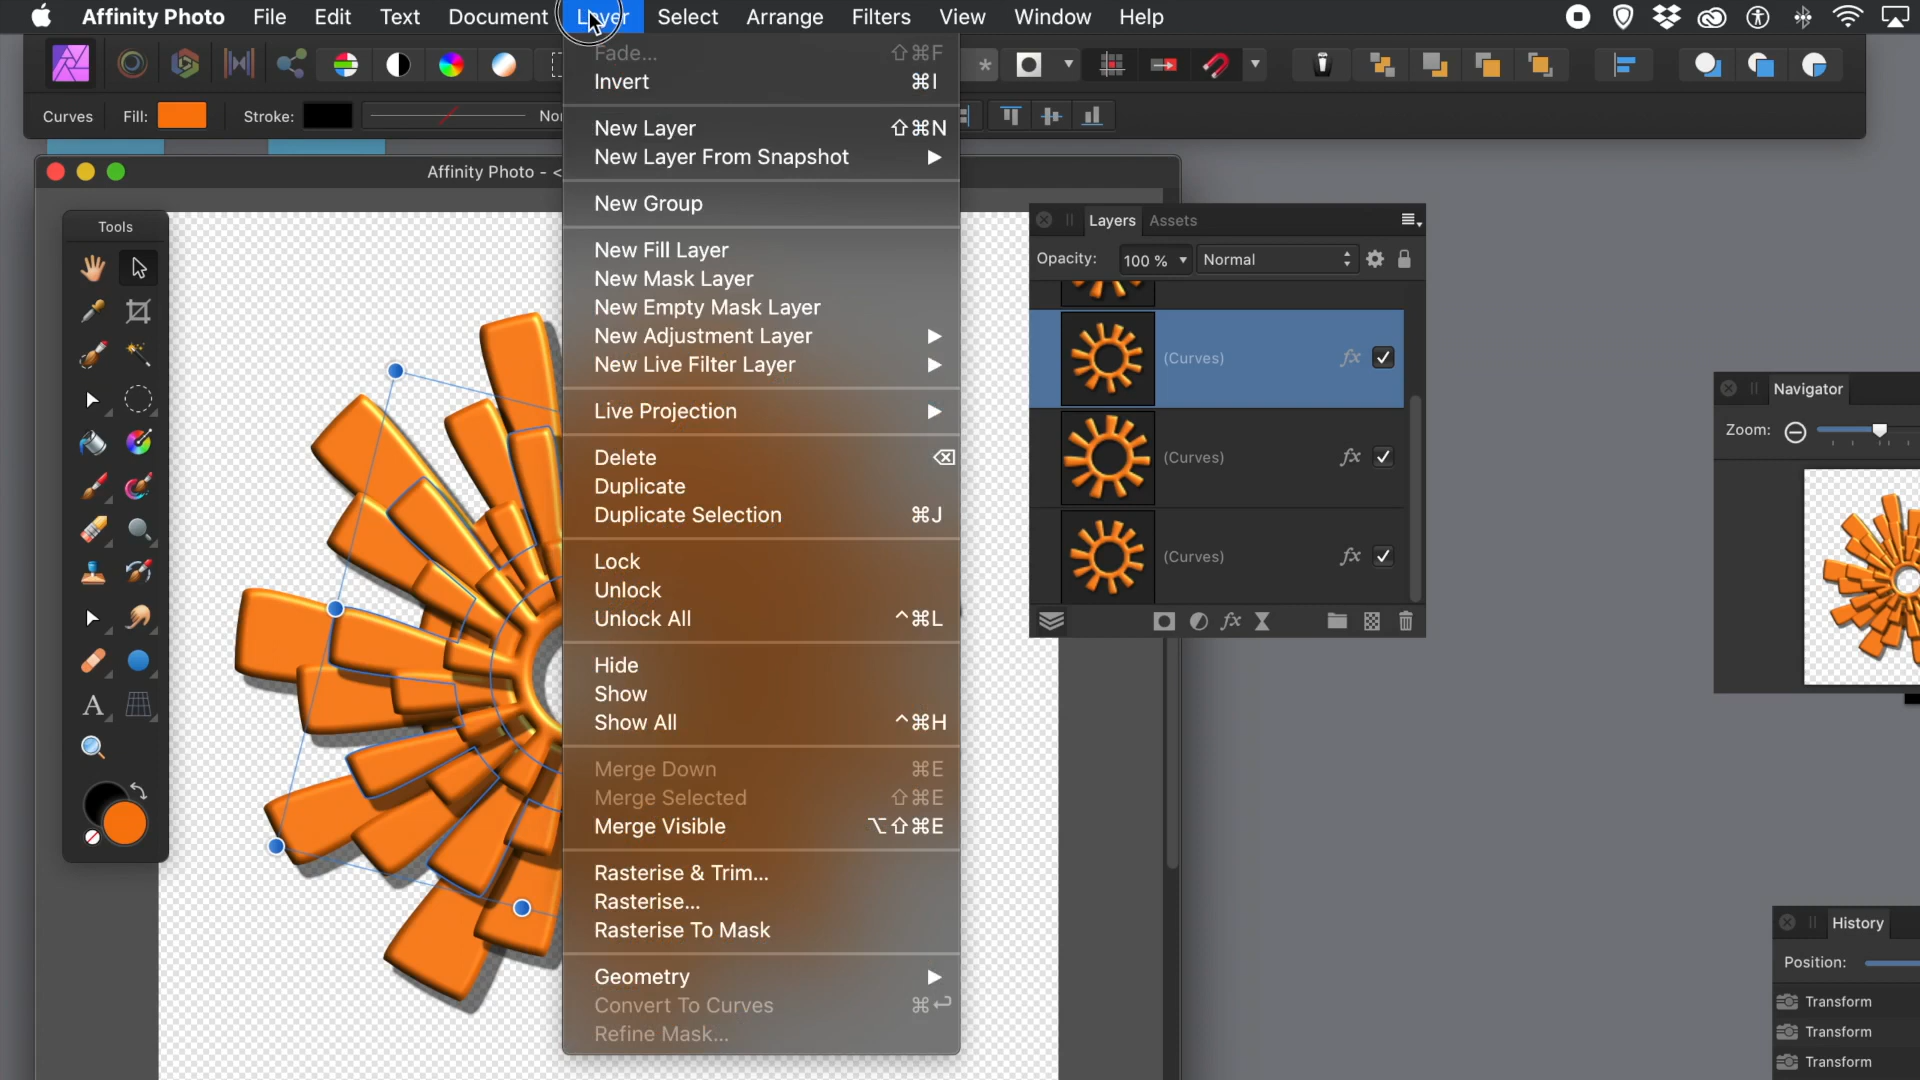 Affinity Photo File Edit Text Document Layer Select Arrange Filters View Window Help
Curves Fill: Stroke:
Affinity Photo - <
Tools
A
Fade... ⇧⌘F
Invert ⌘I
New Layer ⇧⌘N
New Layer From Snapshot
New Group
New Fill Layer
New Mask Layer
New Empty Mask Layer
New Adjustment Layer
New Live Filter Layer
Live Projection
Delete ⌫
Duplicate
Duplicate Selection ⌘J
Lock
Unlock
Unlock All ^⌘L
Hide
Show
Show All ^⌘H
Merge Down ⌘E
Merge Selected ⇧⌘E
Merge Visible ⌥⇧⌘E
Rasterise & Trim...
Rasterise...
Rasterise To Mask
Geometry
Convert To Curves ⌘↩
Refine Mask...
Layers Assets
Opacity: 100 % Normal
(Curves) fx
(Curves) fx
(Curves) fx
fx
Navigator
Zoom:
History
Position:
Transform
Transform
Transform